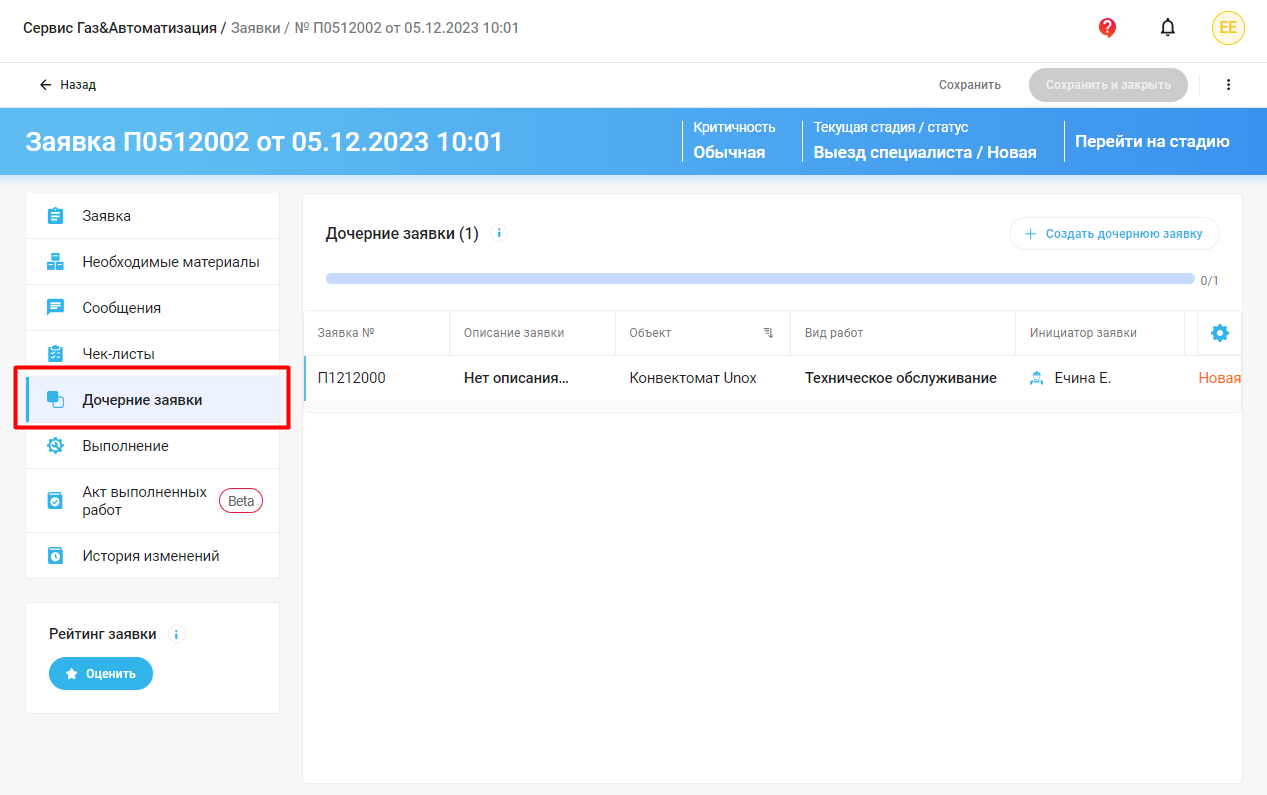 Сервис Газ&Автоматизация / Заявки / № П0512002 от 05.12.2023 10:01
?
EE
Назад
Сохранить
Сохранить и закрыть
Заявка П0512002 от 05.12.2023 10:01
Критичность
Обычная
Текущая стадия / статус
Выезд специалиста / Новая
Перейти на стадию
Заявка
Необходимые материалы
Сообщения
Чек-листы
Дочерние заявки
Выполнение
Акт выполненных
работ
Beta
История изменений
Рейтинг заявки
Оценить
Дочерние заявки (1)
+ Создать дочернюю заявку
0/1
Заявка № Описание заявки Объект Вид работ Инициатор заявки
П1212000 Нет описания... Конвектомат Unox Техническое обслуживание Ечина Е. Новая